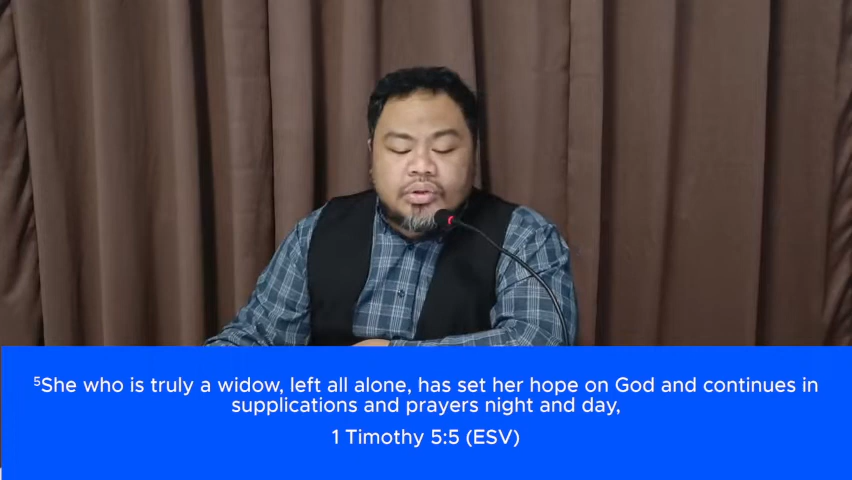 ⁵She who is truly a widow, left all alone, has set her hope on God and continues in
supplications and prayers night and day,
1 Timothy 5:5 (ESV)